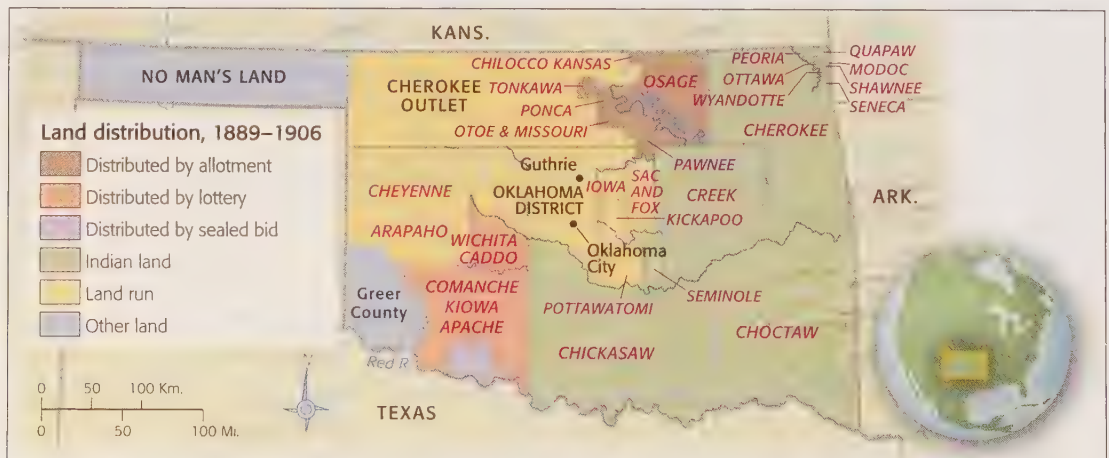 KANS.
NO MAN'S LAND
CHEROKEE
OUTLET
CHILOCCO KANSAS
TONKAWA
PONCA
OTOE & MISSOURI
OSAGE
PEORIA
OTTAWA
WYANDOTTE
QUAPAW
MODOC
SHAWNEE
SENECA
CHEROKEE
PAWNEE
Land distribution, 1889–1906
Distributed by allotment
Distributed by lottery
Distributed by sealed bid
Indian land
Land run
Other land
CHEYENNE
ARAPAHO
Guthrie
OKLAHOMA
DISTRICT
IOWA
SAC
AND
FOX
KICKAPOO
CREEK
ARK.
WICHITA
CADDO
Oklahoma
City
Greer
County
COMANCHE
KIOWA
APACHE
POTTAWATOMI
SEMINOLE
CHICKASAW
CHOCTAW
Red R
TEXAS
0 50 100 Km.
0 50 100 Mi.